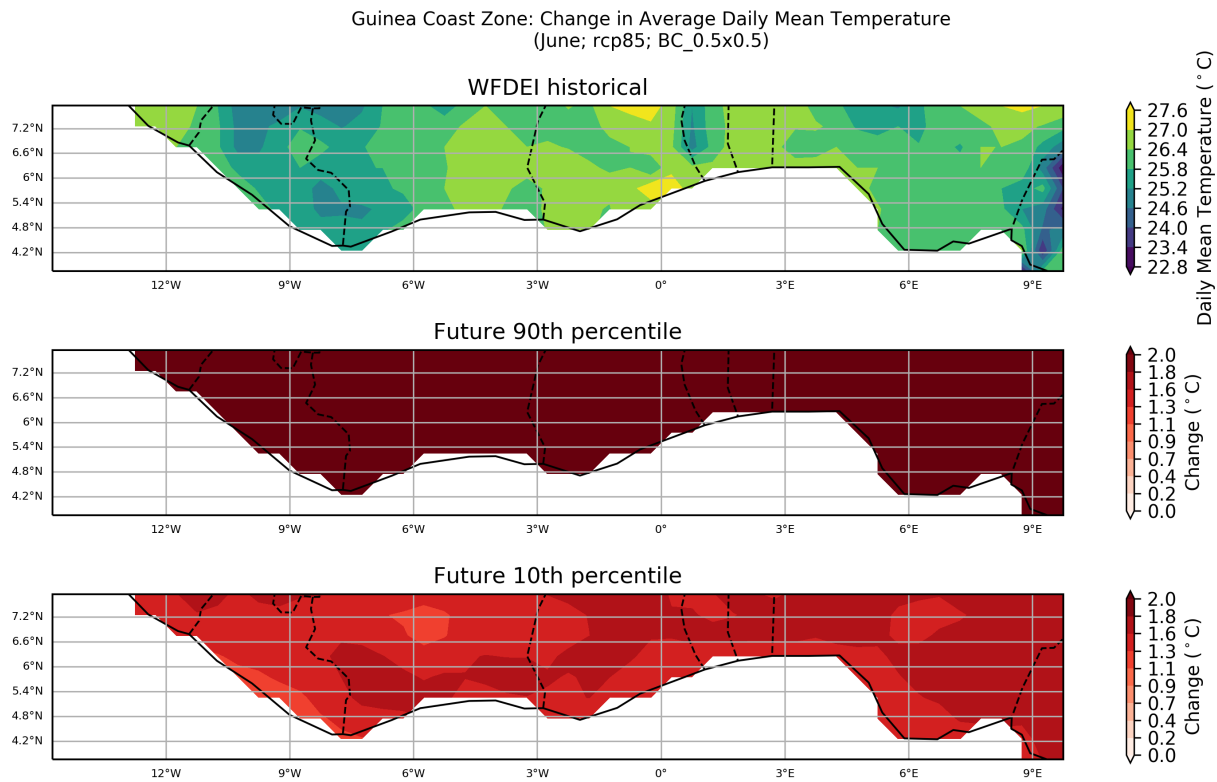 Guinea Coast Zone: Change in Average Daily Mean Temperature
(June; rcp85; BC_0.5x0.5)
WFDEI historical
7.2°N
6.6°N
6°N
5.4°N
4.8°N
4.2°N
12°W 9°W 6°W 3°W 0° 3°E 6°E 9°E
27.6
27.0
26.4
25.8
25.2
24.6
24.0
23.4
22.8
Daily Mean Temperature (°C)
Future 90th percentile
7.2°N
6.6°N
6°N
5.4°N
4.8°N
4.2°N
12°W 9°W 6°W 3°W 0° 3°E 6°E 9°E
2.0
1.8
1.6
1.3
1.1
0.9
0.7
0.4
0.2
0.0
Change (°C)
Future 10th percentile
7.2°N
6.6°N
6°N
5.4°N
4.8°N
4.2°N
12°W 9°W 6°W 3°W 0° 3°E 6°E 9°E
2.0
1.8
1.6
1.3
1.1
0.9
0.7
0.4
0.2
0.0
Change (°C)